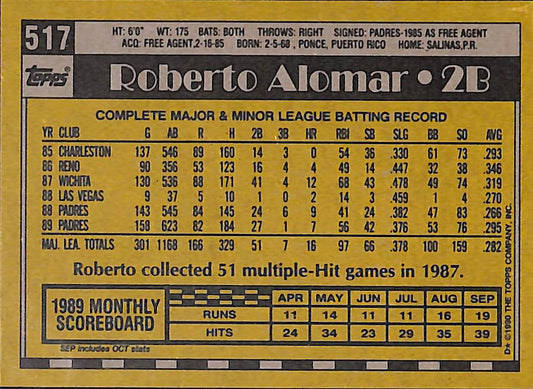 517
HT: 6'0" WT: 175 BATS: BOTH THROWS: RIGHT SIGNED: PADRES-1985 AS FREE AGENT
ACQ: FREE AGENT, 2-16-85 BORN: 2-5-68, PONCE, PUERTO RICO HOME: SALINAS, P.R.
Topps
Roberto Alomar • 2B
COMPLETE MAJOR & MINOR LEAGUE BATTING RECORD
YR CLUB G AB R H 2B 3B HR RBI SB SLG BB SO AVG
85 CHARLESTON 137 546 89 160 14 3 0 54 36 .330 61 73 .293
86 RENO 90 356 53 123 16 4 4 49 14 .447 32 38 .346
87 WICHITA 130 536 88 171 41 4 12 68 43 .478 49 74 .319
88 LAS VEGAS 9 37 5 10 1 0 2 14 3 .459 1 4 .270
88 PADRES 143 545 84 145 24 6 9 41 24 .382 47 83 .266
89 PADRES 158 623 82 184 27 1 7 56 42 .376 53 76 .295
MAJ. LEA. TOTALS 301 1168 166 329 51 7 16 97 66 .378 100 159 .282
Roberto collected 51 multiple-Hit games in 1987.
1989 MONTHLY SCOREBOARD
APR MAY JUN JUL AUG SEP
RUNS 11 14 11 11 16 19
HITS 24 34 23 29 35 39
SEP includes OCT stats
D★ ©1990 THE TOPPS COMPANY, INC.